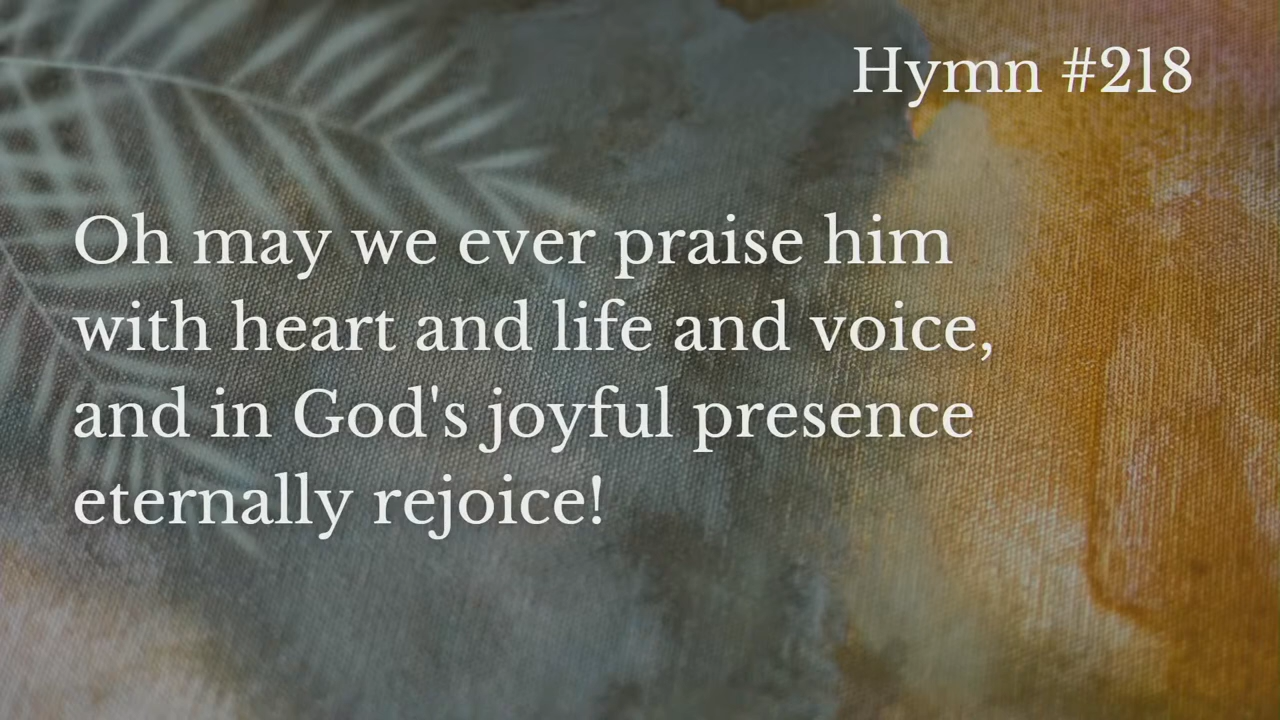 Hymn #218
Oh may we ever praise him
with heart and life and voice,
and in God's joyful presence
eternally rejoice!